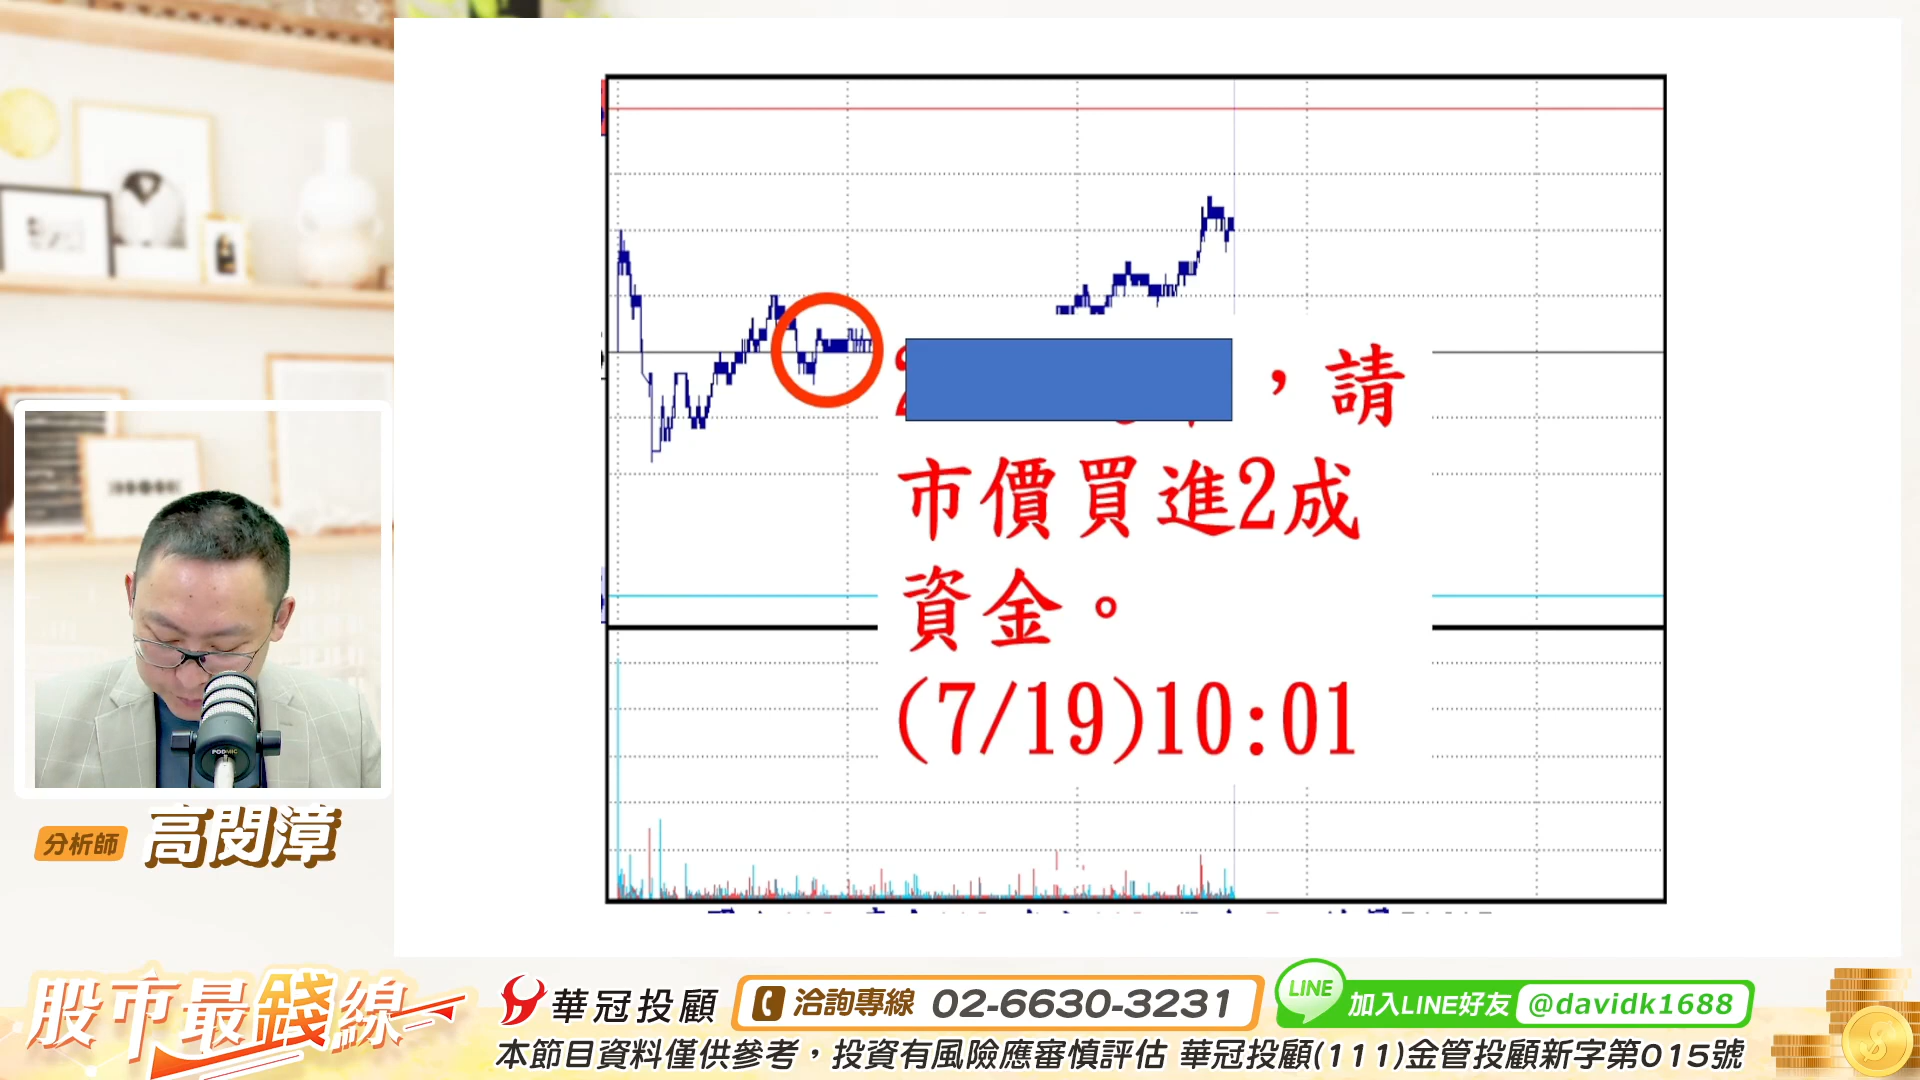 ，請
市價買進2成
資金。
(7/19)10:01
PODMIC
分析師 高閔漳
股市最錢線
華冠投顧 洽詢專線 02-6630-3231 LINE 加入LINE好友 @davidk1688
本節目資料僅供參考，投資有風險應審慎評估 華冠投顧(111)金管投顧新字第015號